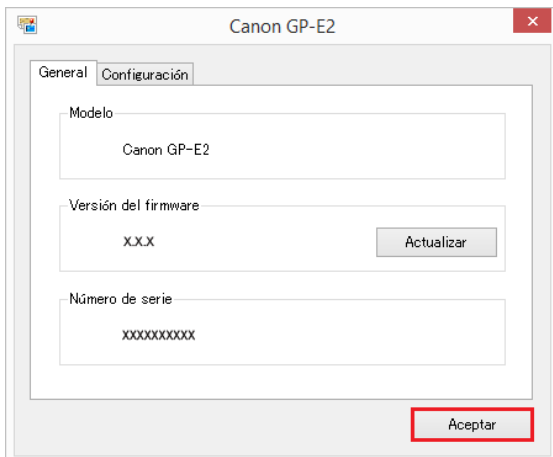 Canon GP-E2
General Configuración
Modelo
Canon GP-E2
Versión del firmware
X.X.X Actualizar
Número de serie
XXXXXXXXXX
Aceptar